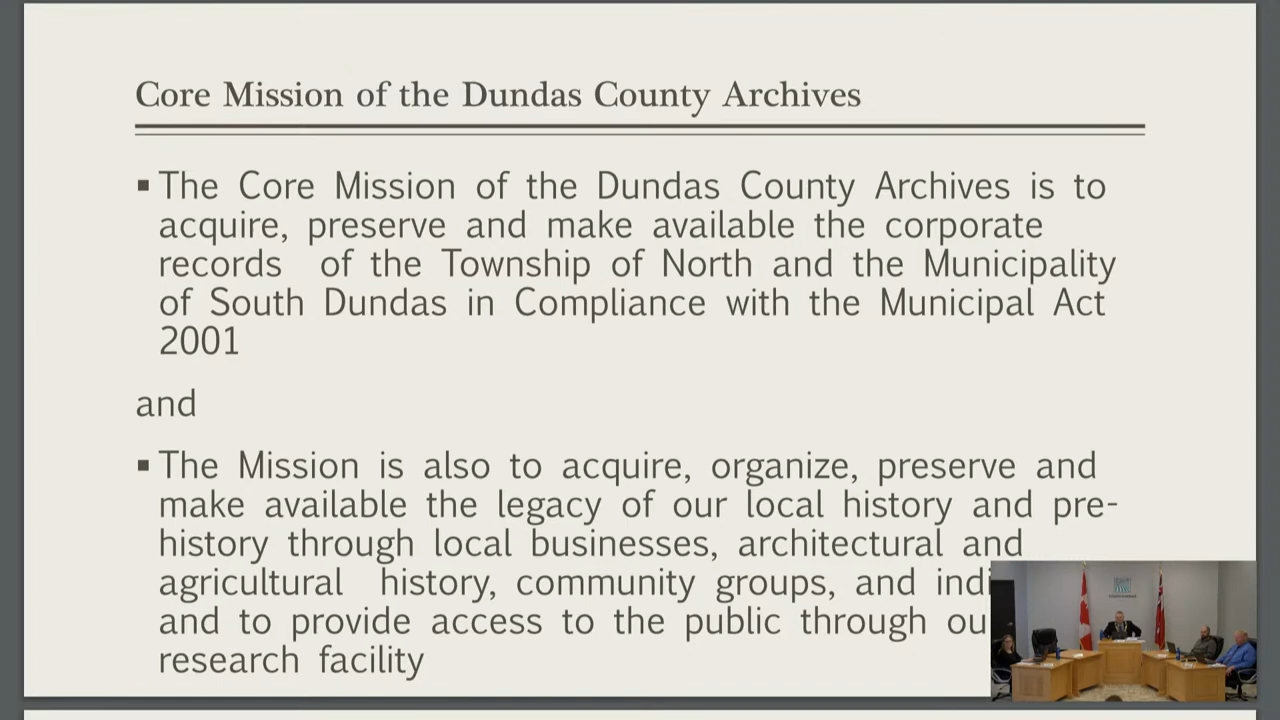 Core Mission of the Dundas County Archives
▪ The Core Mission of the Dundas County Archives is to
acquire, preserve and make available the corporate
records of the Township of North and the Municipality
of South Dundas in Compliance with the Municipal Act
2001
and
▪ The Mission is also to acquire, organize, preserve and
make available the legacy of our local history and pre-
history through local businesses, architectural and
agricultural history, community groups, and
and to provide access to the public through
research facility